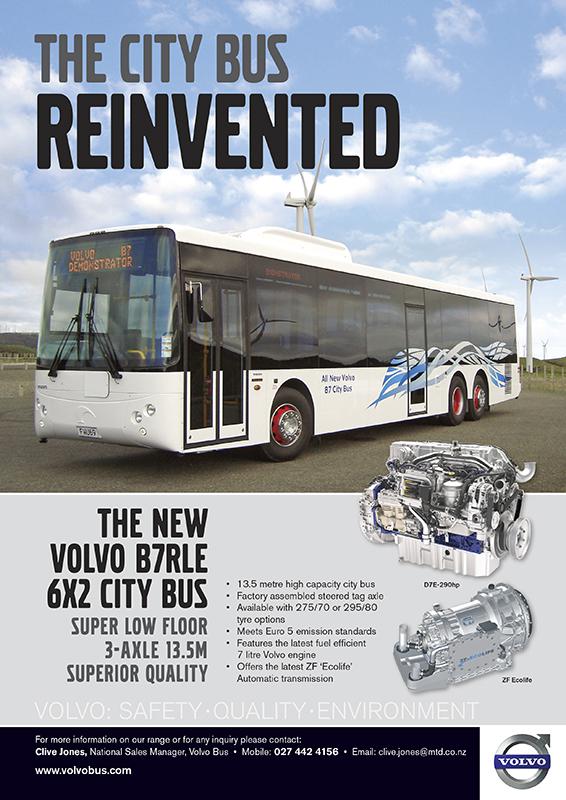 THE CITY BUS
REINVENTED
VOLVO B7
DEMONSTRATOR
DEMONSTRATOR
All New Volvo
B7 City Bus
THE NEW
VOLVO B7RLE
6X2 CITY BUS
SUPER LOW FLOOR
3-AXLE 13.5M
SUPERIOR QUALITY
• 13.5 metre high capacity city bus
• Factory assembled steered tag axle
• Available with 275/70 or 295/80
tyre options
• Meets Euro 5 emission standards
• Features the latest fuel efficient
7 litre Volvo engine
• Offers the latest ZF ‘Ecolife’
Automatic transmission
D7E-290hp
ZF Ecolife
VOLVO: SAFETY·QUALITY·ENVIRONMENT
For more information on our range or for any inquiry please contact:
Clive Jones, National Sales Manager, Volvo Bus • Mobile: 027 442 4156 • Email: clive.jones@mtd.co.nz
www.volvobus.com
VOLVO